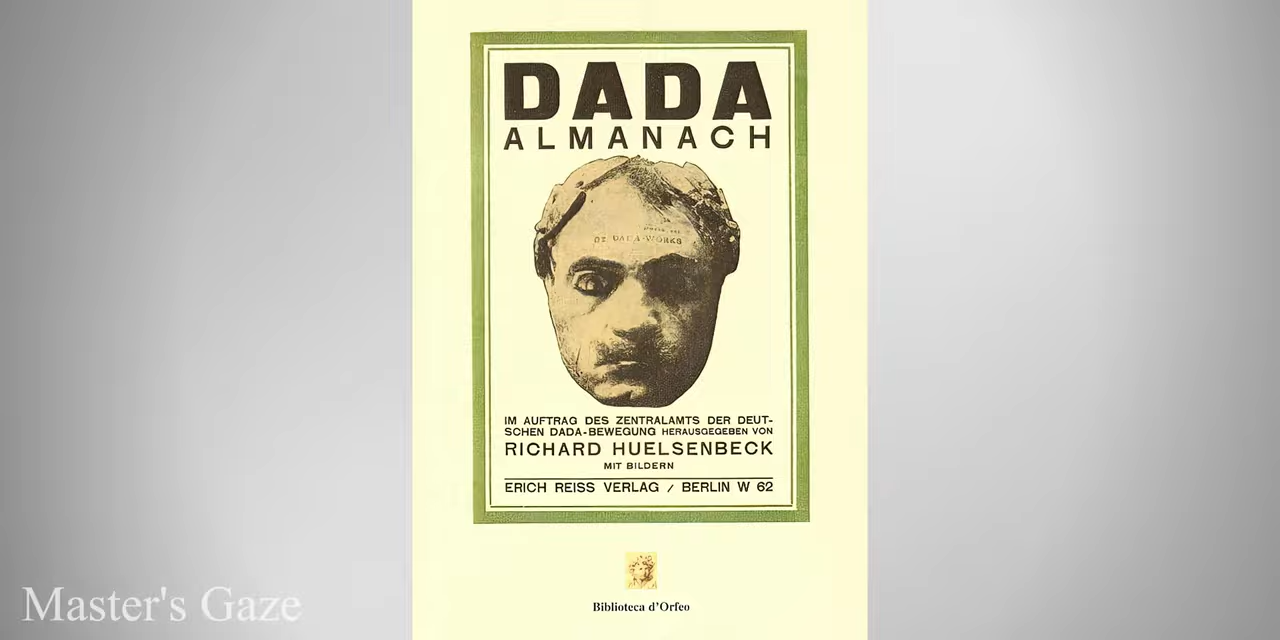 DADA
ALMANACH
DE DADA-WORKS
IM AUFTRAG DES ZENTRALAMTS DER DEUT-
SCHEN DADA-BEWEGUNG HERAUSGEGEBEN VON
RICHARD HUELSENBECK
MIT BILDERN
ERICH REISS VERLAG / BERLIN W 62
Biblioteca d'Orfeo
Master's Gaze